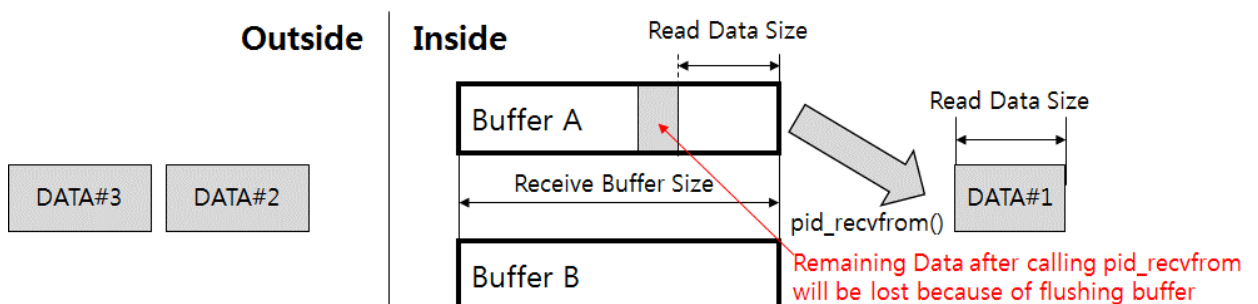 Outside
Inside
Read Data Size
Buffer A
Read Data Size
DATA#3
DATA#2
Receive Buffer Size
DATA#1
pid_recvfrom()
Buffer B
Remaining Data after calling pid_recvfrom
will be lost because of flushing buffer